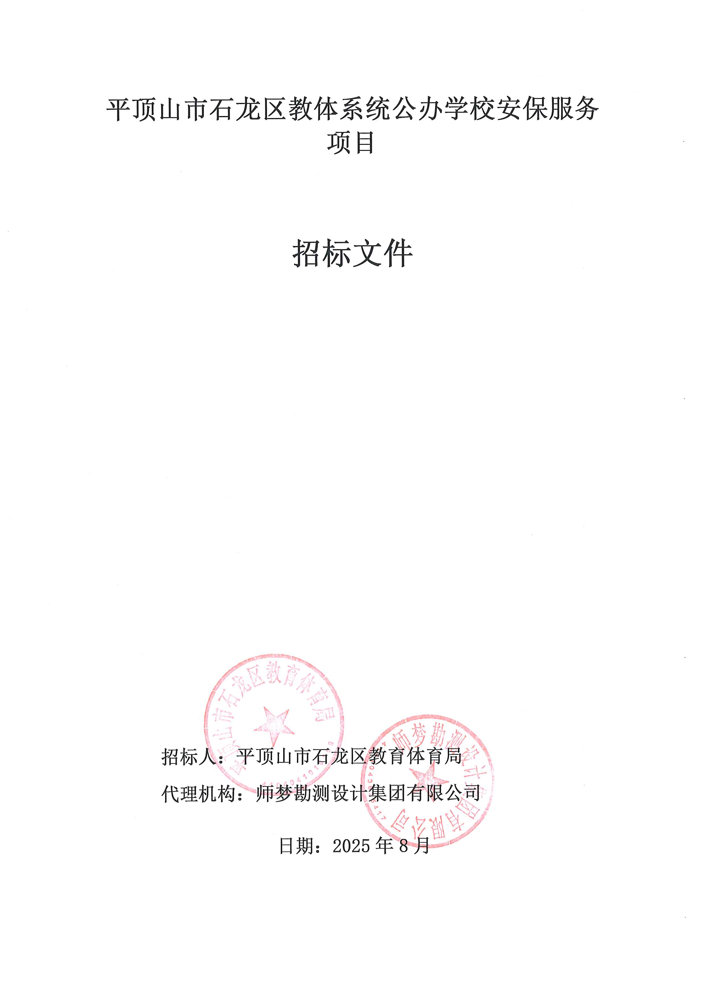 平顶山市石龙区教体系统公办学校安保服务
项目
招标文件
平顶山市石龙区教育体育局
师梦勘测设计集团有限公司
招标人：平顶山市石龙区教育体育局
代理机构：师梦勘测设计集团有限公司
日期：2025年8月